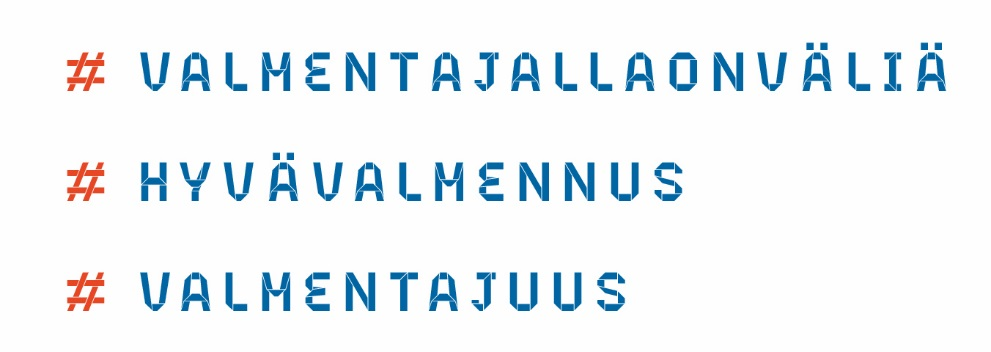 # VALMENTAJALLAONVÄLIÄ
# HYVÄVALMENNUS
# VALMENTAJUUS